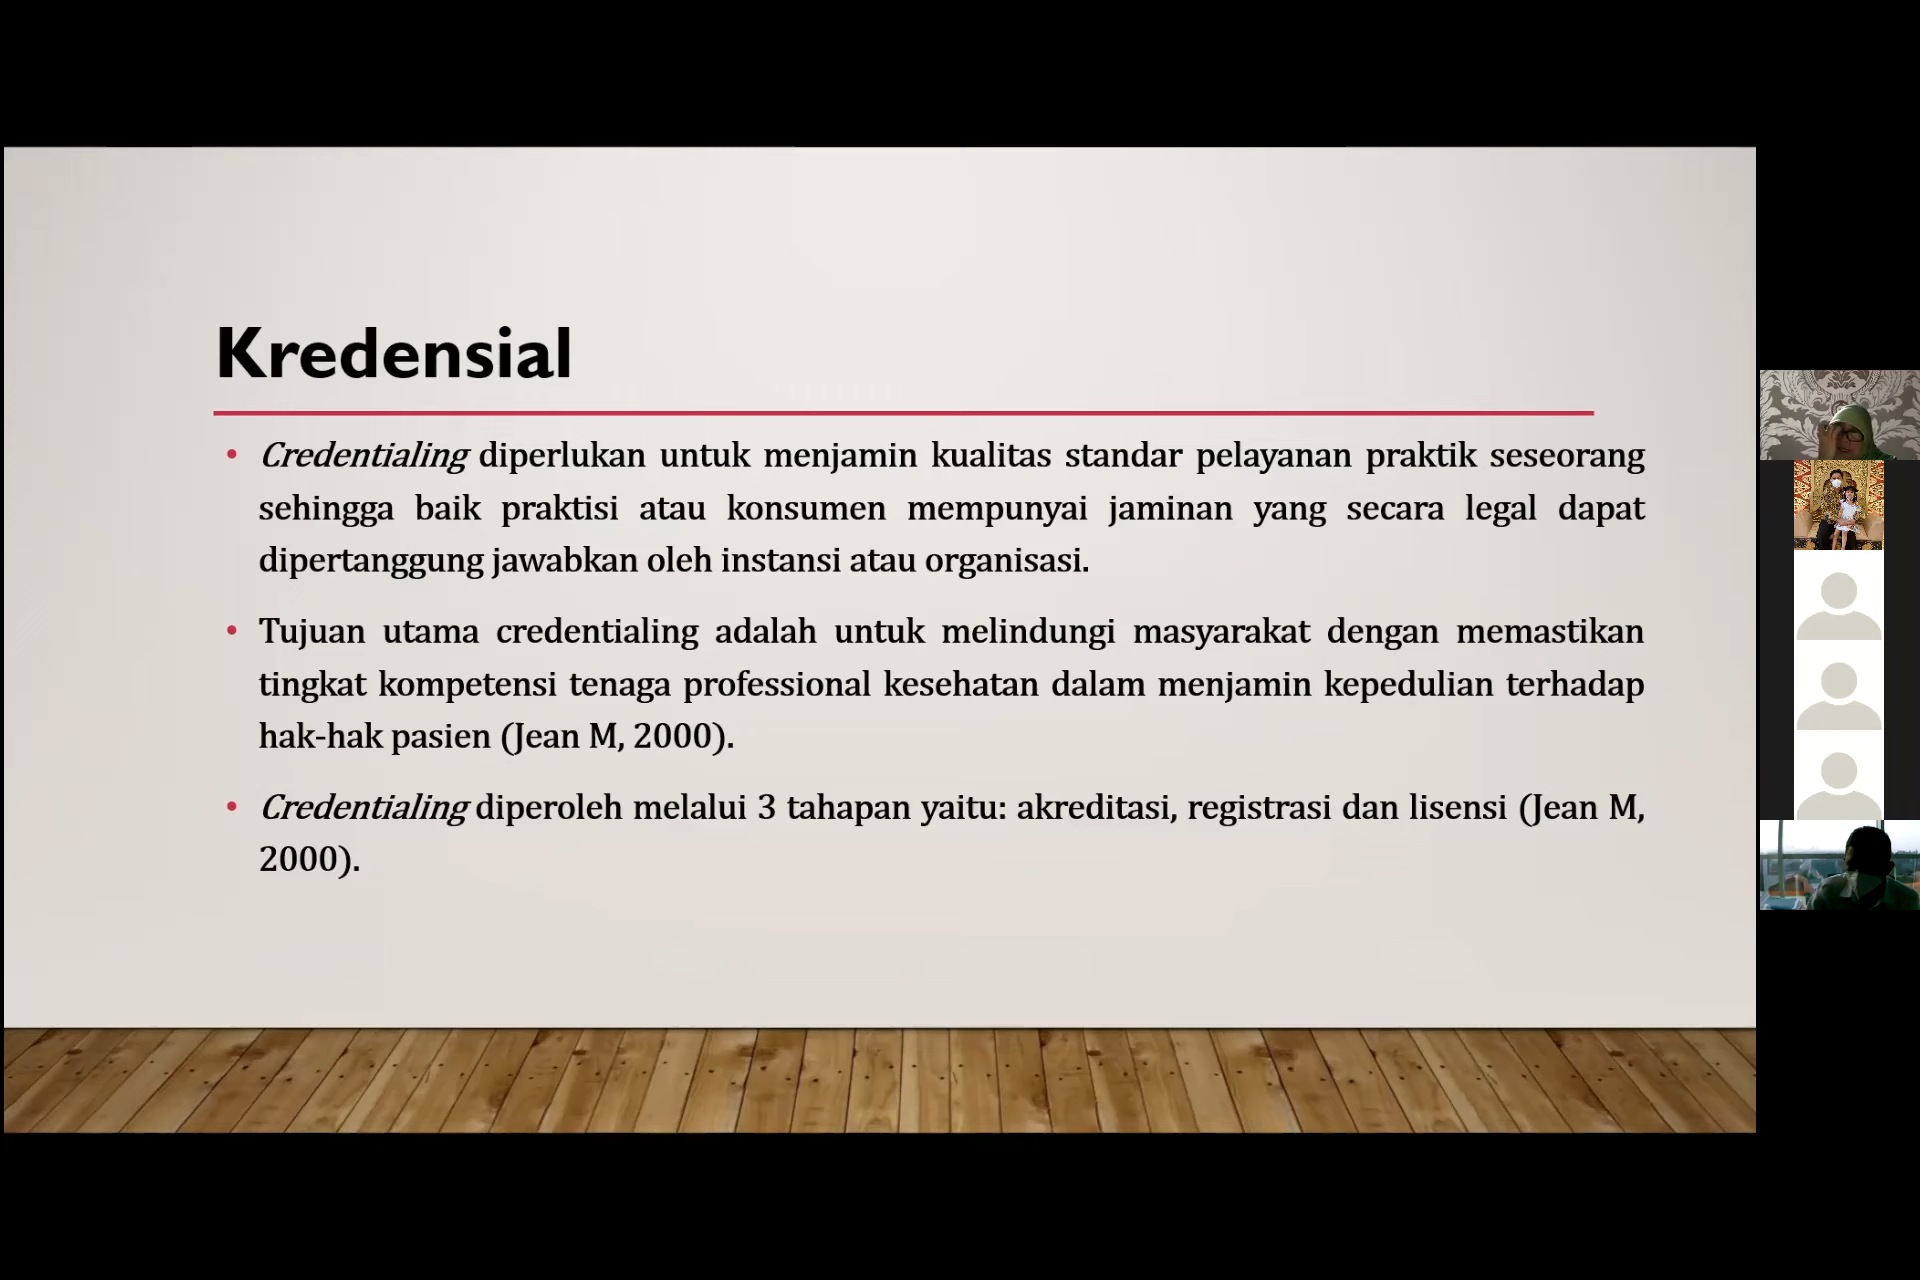 Kredensial
• Credentialing diperlukan untuk menjamin kualitas standar pelayanan praktik seseorang
sehingga baik praktisi atau konsumen mempunyai jaminan yang secara legal dapat
dipertanggung jawabkan oleh instansi atau organisasi.
• Tujuan utama credentialing adalah untuk melindungi masyarakat dengan memastikan
tingkat kompetensi tenaga professional kesehatan dalam menjamin kepedulian terhadap
hak-hak pasien (Jean M, 2000).
• Credentialing diperoleh melalui 3 tahapan yaitu: akreditasi, registrasi dan lisensi (Jean M,
2000).